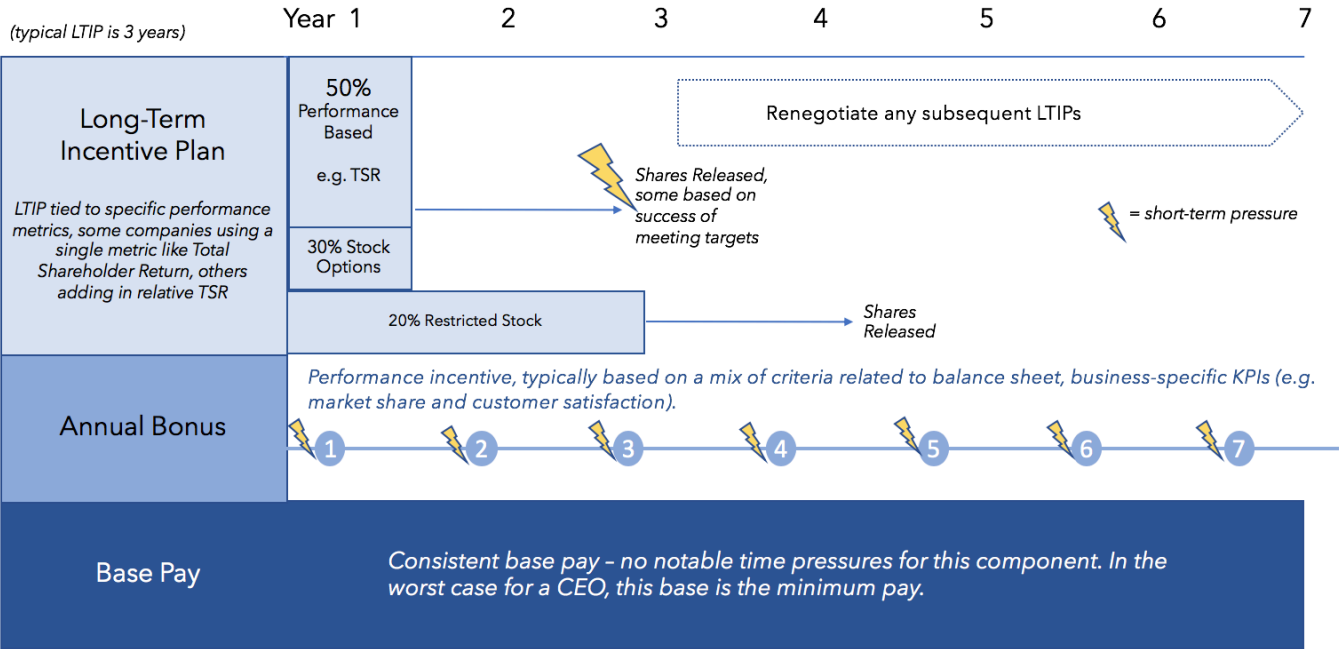 (typical LTIP is 3 years)
Year 1 2 3 4 5 6 7
Long-Term
Incentive Plan
LTIP tied to specific performance
metrics, some companies using a
single metric like Total
Shareholder Return, others
adding in relative TSR
50%
Performance
Based
e.g. TSR
30% Stock
Options
20% Restricted Stock
Shares Released,
some based on
success of
meeting targets
Renegotiate any subsequent LTIPs
= short-term pressure
Shares
Released
Annual Bonus
Performance incentive, typically based on a mix of criteria related to balance sheet, business-specific KPIs (e.g.
market share and customer satisfaction).
1 2 3 4 5 6 7
Base Pay
Consistent base pay – no notable time pressures for this component. In the
worst case for a CEO, this base is the minimum pay.